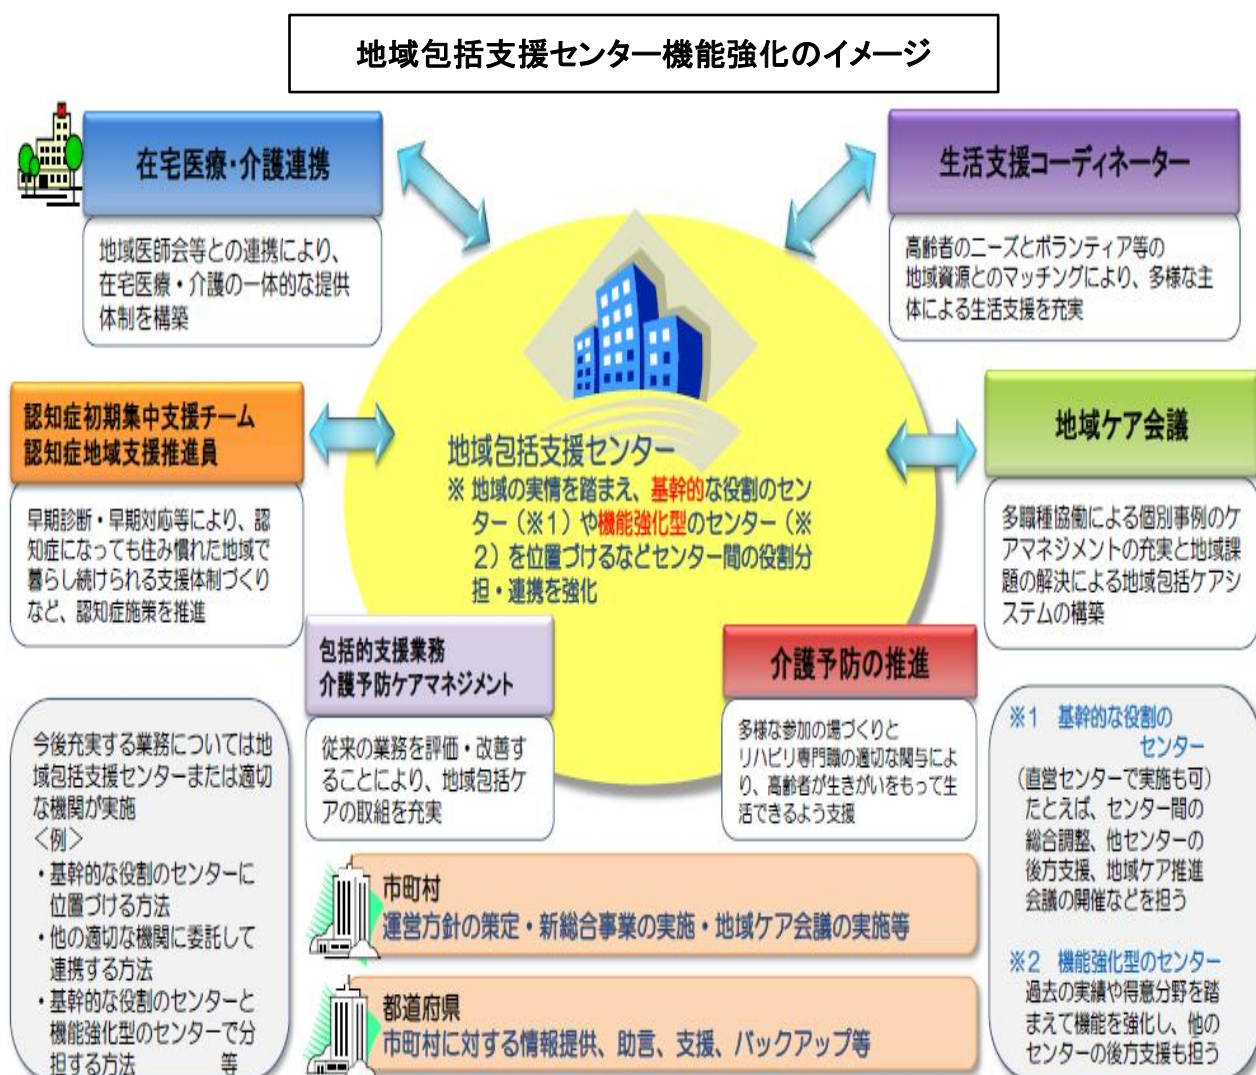 地域包括支援センター機能強化のイメージ
在宅医療・介護連携
地域医師会等との連携により、
在宅医療・介護の一体的な提供
体制を構築
生活支援コーディネーター
高齢者のニーズとボランティア等の
地域資源とのマッチングにより、多様な主
体による生活支援を充実
認知症初期集中支援チーム
認知症地域支援推進員
早期診断・早期対応等により、認
知症になっても住み慣れた地域で
暮らし続けられる支援体制づくり
など、認知症施策を推進
地域包括支援センター
※ 地域の実情を踏まえ、基幹的な役割のセン
ター（※１）や機能強化型のセンター（※
２）を位置づけるなどセンター間の役割分
担・連携を強化
地域ケア会議
多職種協働による個別事例のケ
アマネジメントの充実と地域課
題の解決による地域包括ケアシ
ステムの構築
包括的支援業務
介護予防ケアマネジメント
従来の業務を評価・改善す
ることにより、地域包括ケ
アの取組を充実
介護予防の推進
多様な参加の場づくりと
リハビリ専門職の適切な関与によ
り、高齢者が生きがいをもって生
活できるよう支援
今後充実する業務については地
域包括支援センターまたは適切
な機関が実施
＜例＞
・基幹的な役割のセンターに
位置づける方法
・他の適切な機関に委託して
連携する方法
・基幹的な役割のセンターと
機能強化型のセンターで分
担する方法 等
※１ 基幹的な役割の
センター
（直営センターで実施も可）
たとえば、センター間の
総合調整、他センターの
後方支援、地域ケア推進
会議の開催などを担う
※２ 機能強化型のセンター
過去の実績や得意分野を踏
まえて機能を強化し、他の
センターの後方支援も担う
市町村
運営方針の策定・新総合事業の実施・地域ケア会議の実施等
都道府県
市町村に対する情報提供、助言、支援、バックアップ等